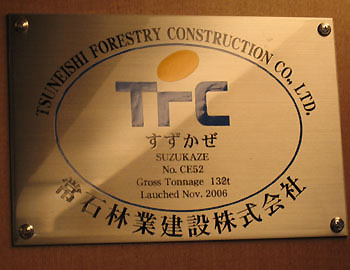 TSUNEISHI FORESTRY CONSTRUCTION CO., LTD.
TFC
すずかぜ
SUZUKAZE
No. CE52
Gross Tonnage 132t
Lauched Nov. 2006
常石林業建設株式会社